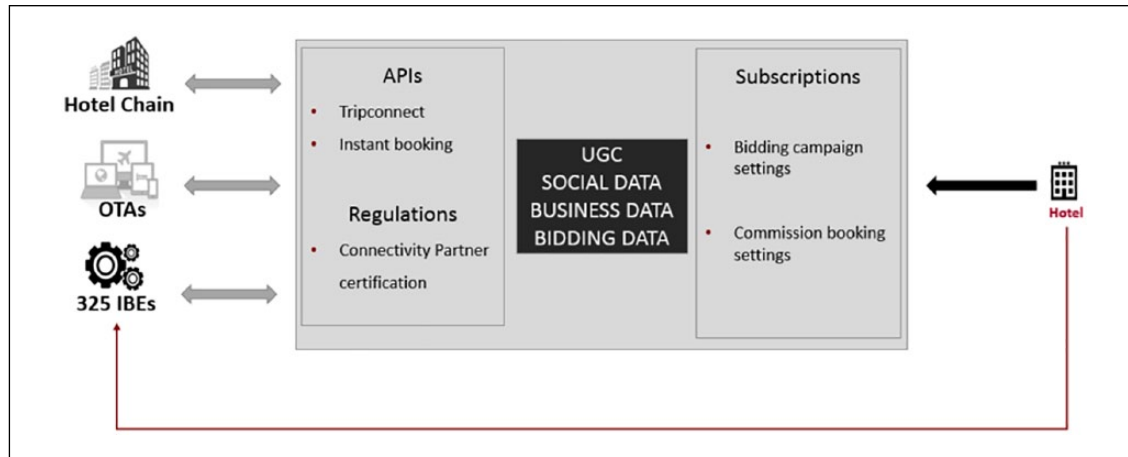 Hotel Chain
OTAs
325 IBEs
APIs
• Tripconnect
• Instant booking
Regulations
• Connectivity Partner
certification
UGC
SOCIAL DATA
BUSINESS DATA
BIDDING DATA
Subscriptions
• Bidding campaign
settings
• Commission booking
settings
Hotel